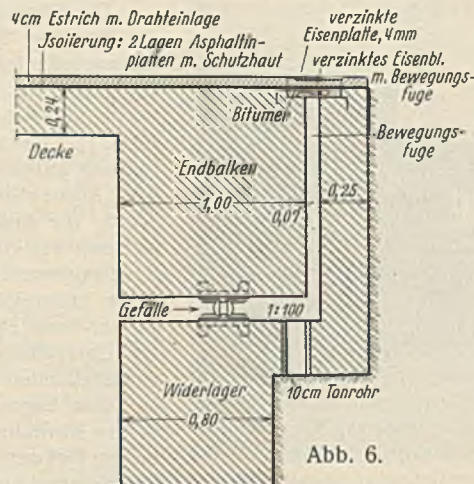 4cm Estrich m. Drahteinlage
Jsolierung: 2 Lagen Asphaltin-
platten m. Schutzhaut
verzinkte
Eisenplatte, 4mm
verzinktes Eisenbl.
m. Bewegungs-
fuge
Bitumen
Bewegungs-
fuge
0,24
Decke
Endbalken
1,00
0,07
0,25
Gefälle
1:100
Widerlager
0,80
10cm Tonrohr
Abb. 6.